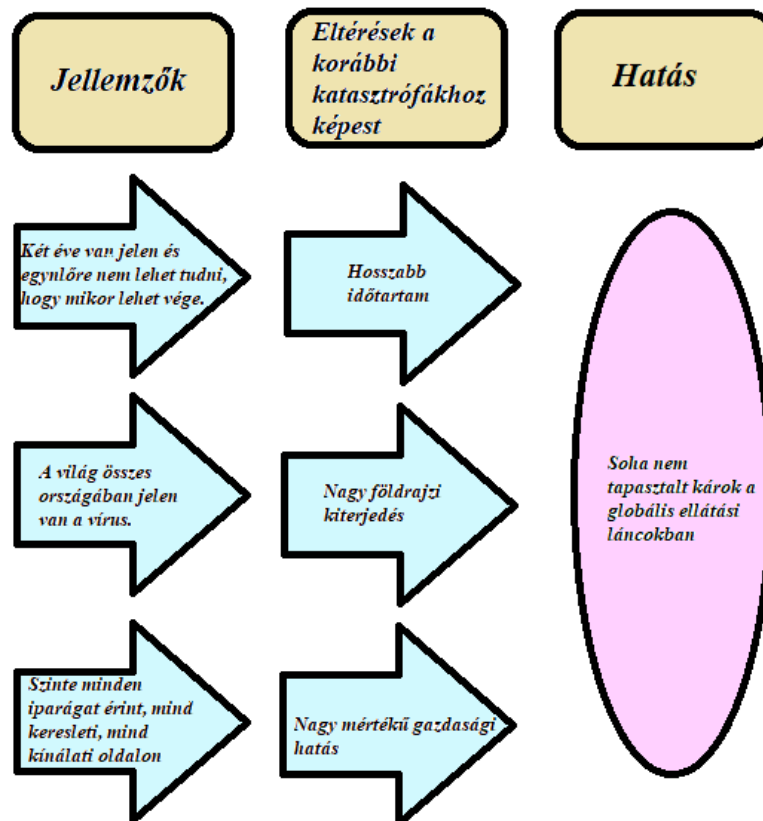 Jellemzők
Eltérések a
korábbi
katasztrófákhoz
képest
Hatás
Két éve van jelen és
egynlőre nem lehet tudni,
hogy mikor lehet vége.
Hosszabb
időtartam
A világ összes
országában jelen
van a vírus.
Nagy földrajzi
kiterjedés
Soha nem
tapasztalt károk a
globális ellátási
láncokban
Szinte minden
iparágat érint, mind
keresleti, mind
kínálati oldalon
Nagy mértékű gazdasági
hatás